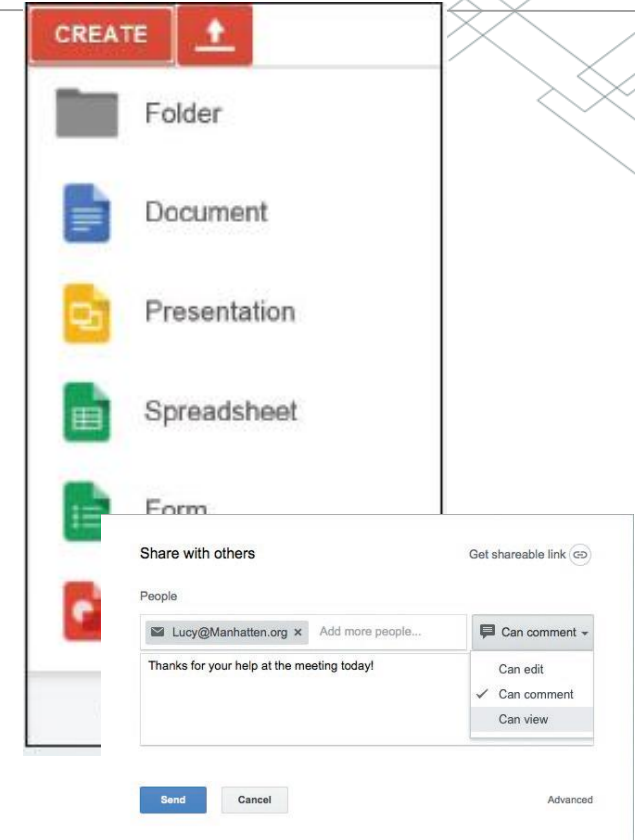 CREATE
Folder
Document
Presentation
Spreadsheet
Form
Share with others
Get shareable link
People
Lucy@Manhatten.org × Add more people...
Can comment
Thanks for your help at the meeting today!
Can edit
✓ Can comment
Can view
Send
Cancel
Advanced